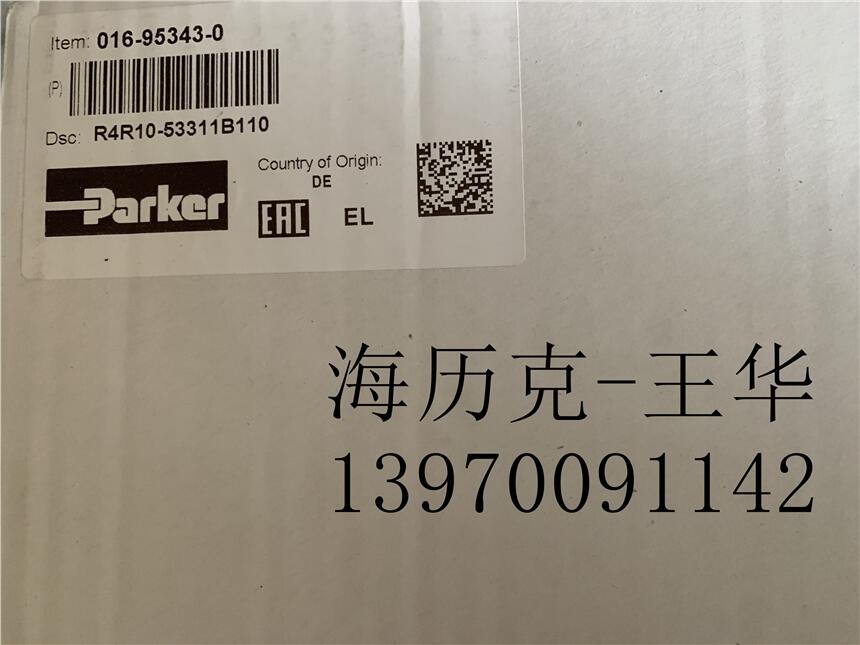 Item: 016-95343-0
(P)
Dsc: R4R10-53311B110
Parker
Country of Origin:
DE
EAC
EL
海历克-王华
13970091142